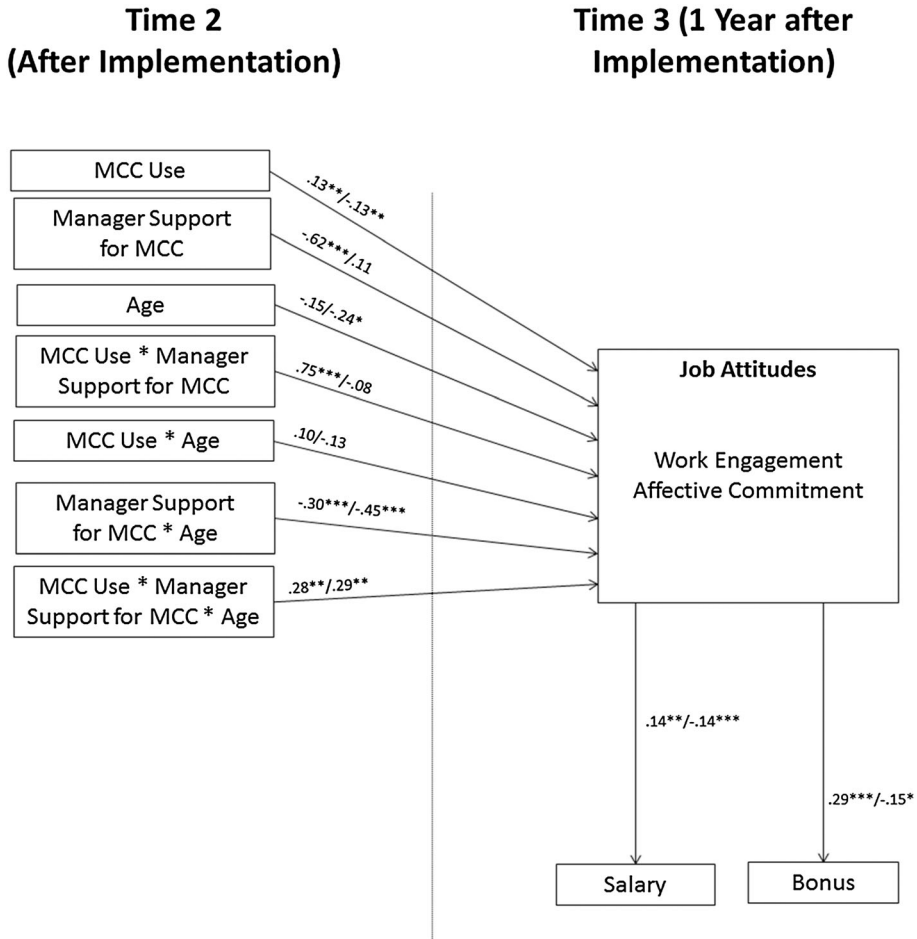 Time 2
(After Implementation)
Time 3 (1 Year after
Implementation)
MCC Use
.13**/-.13**
Manager Support
for MCC
-.62***/.11
Age
-.15/-.24*
MCC Use * Manager
Support for MCC
.75***/-.08
MCC Use * Age
.10/-.13
Manager Support
for MCC * Age
-.30***/-.45***
MCC Use * Manager
Support for MCC * Age
.28**/.29**
Job Attitudes
Work Engagement
Affective Commitment
.14**/-.14***
.29***/-.15*
Salary
Bonus